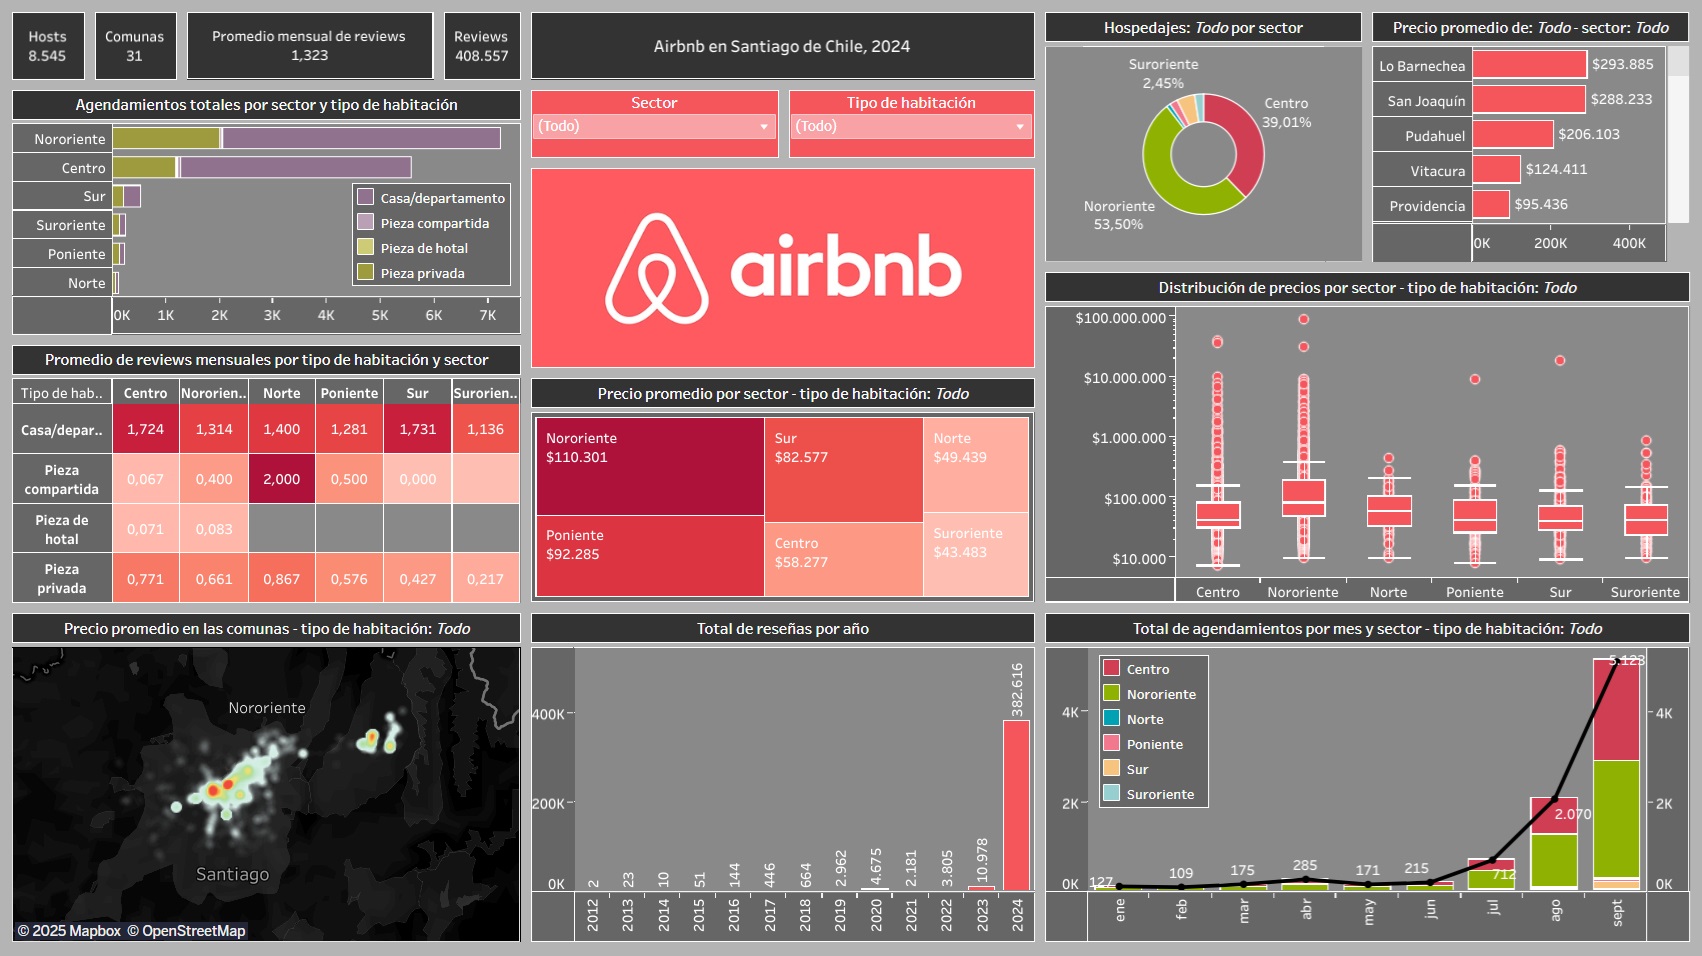 Hosts
8.545
Comunas
31
Promedio mensual de reviews
1,323
Reviews
408.557
Airbnb en Santiago de Chile, 2024
Hospedajes: Todo por sector
Suroriente
2,45%
Centro
39,01%
Nororiente
53,50%
Precio promedio de: Todo - sector: Todo
Lo Barnechea $293.885
San Joaquín $288.233
Pudahuel $206.103
Vitacura $124.411
Providencia $95.436
0K 200K 400K
Agendamientos totales por sector y tipo de habitación
Nororiente
Centro
Sur
Suroriente
Poniente
Norte
Casa/departamento
Pieza compartida
Pieza de hotal
Pieza privada
0K 1K 2K 3K 4K 5K 6K 7K
Sector
(Todo)
Tipo de habitación
(Todo)
airbnb
Distribución de precios por sector - tipo de habitación: Todo
$100.000.000
$10.000.000
$1.000.000
$100.000
$10.000
Centro Nororiente Norte Poniente Sur Suroriente
Promedio de reviews mensuales por tipo de habitación y sector
Tipo de hab.. Centro Nororien.. Norte Poniente Sur Surorien..
Casa/depar.. 1,724 1,314 1,400 1,281 1,731 1,136
Pieza compartida 0,067 0,400 2,000 0,500 0,000
Pieza de hotal 0,071 0,083
Pieza privada 0,771 0,661 0,867 0,576 0,427 0,217
Precio promedio por sector - tipo de habitación: Todo
Nororiente
$110.301
Sur
$82.577
Norte
$49.439
Poniente
$92.285
Centro
$58.277
Suroriente
$43.483
Precio promedio en las comunas - tipo de habitación: Todo
Nororiente
Santiago
© 2025 Mapbox © OpenStreetMap
Total de reseñas por año
400K
200K
0K
2 23 10 51 144 446 664 2.962 4.675 2.181 3.805 10.978 382.616
2012 2013 2014 2015 2016 2017 2018 2019 2020 2021 2022 2023 2024
Total de agendamientos por mes y sector - tipo de habitación: Todo
Centro
Nororiente
Norte
Poniente
Sur
Suroriente
4K
2K
0K
127 109 175 285 171 215 712 2.070 5.123
4K
2K
0K
ene feb mar abr may jun jul ago sept